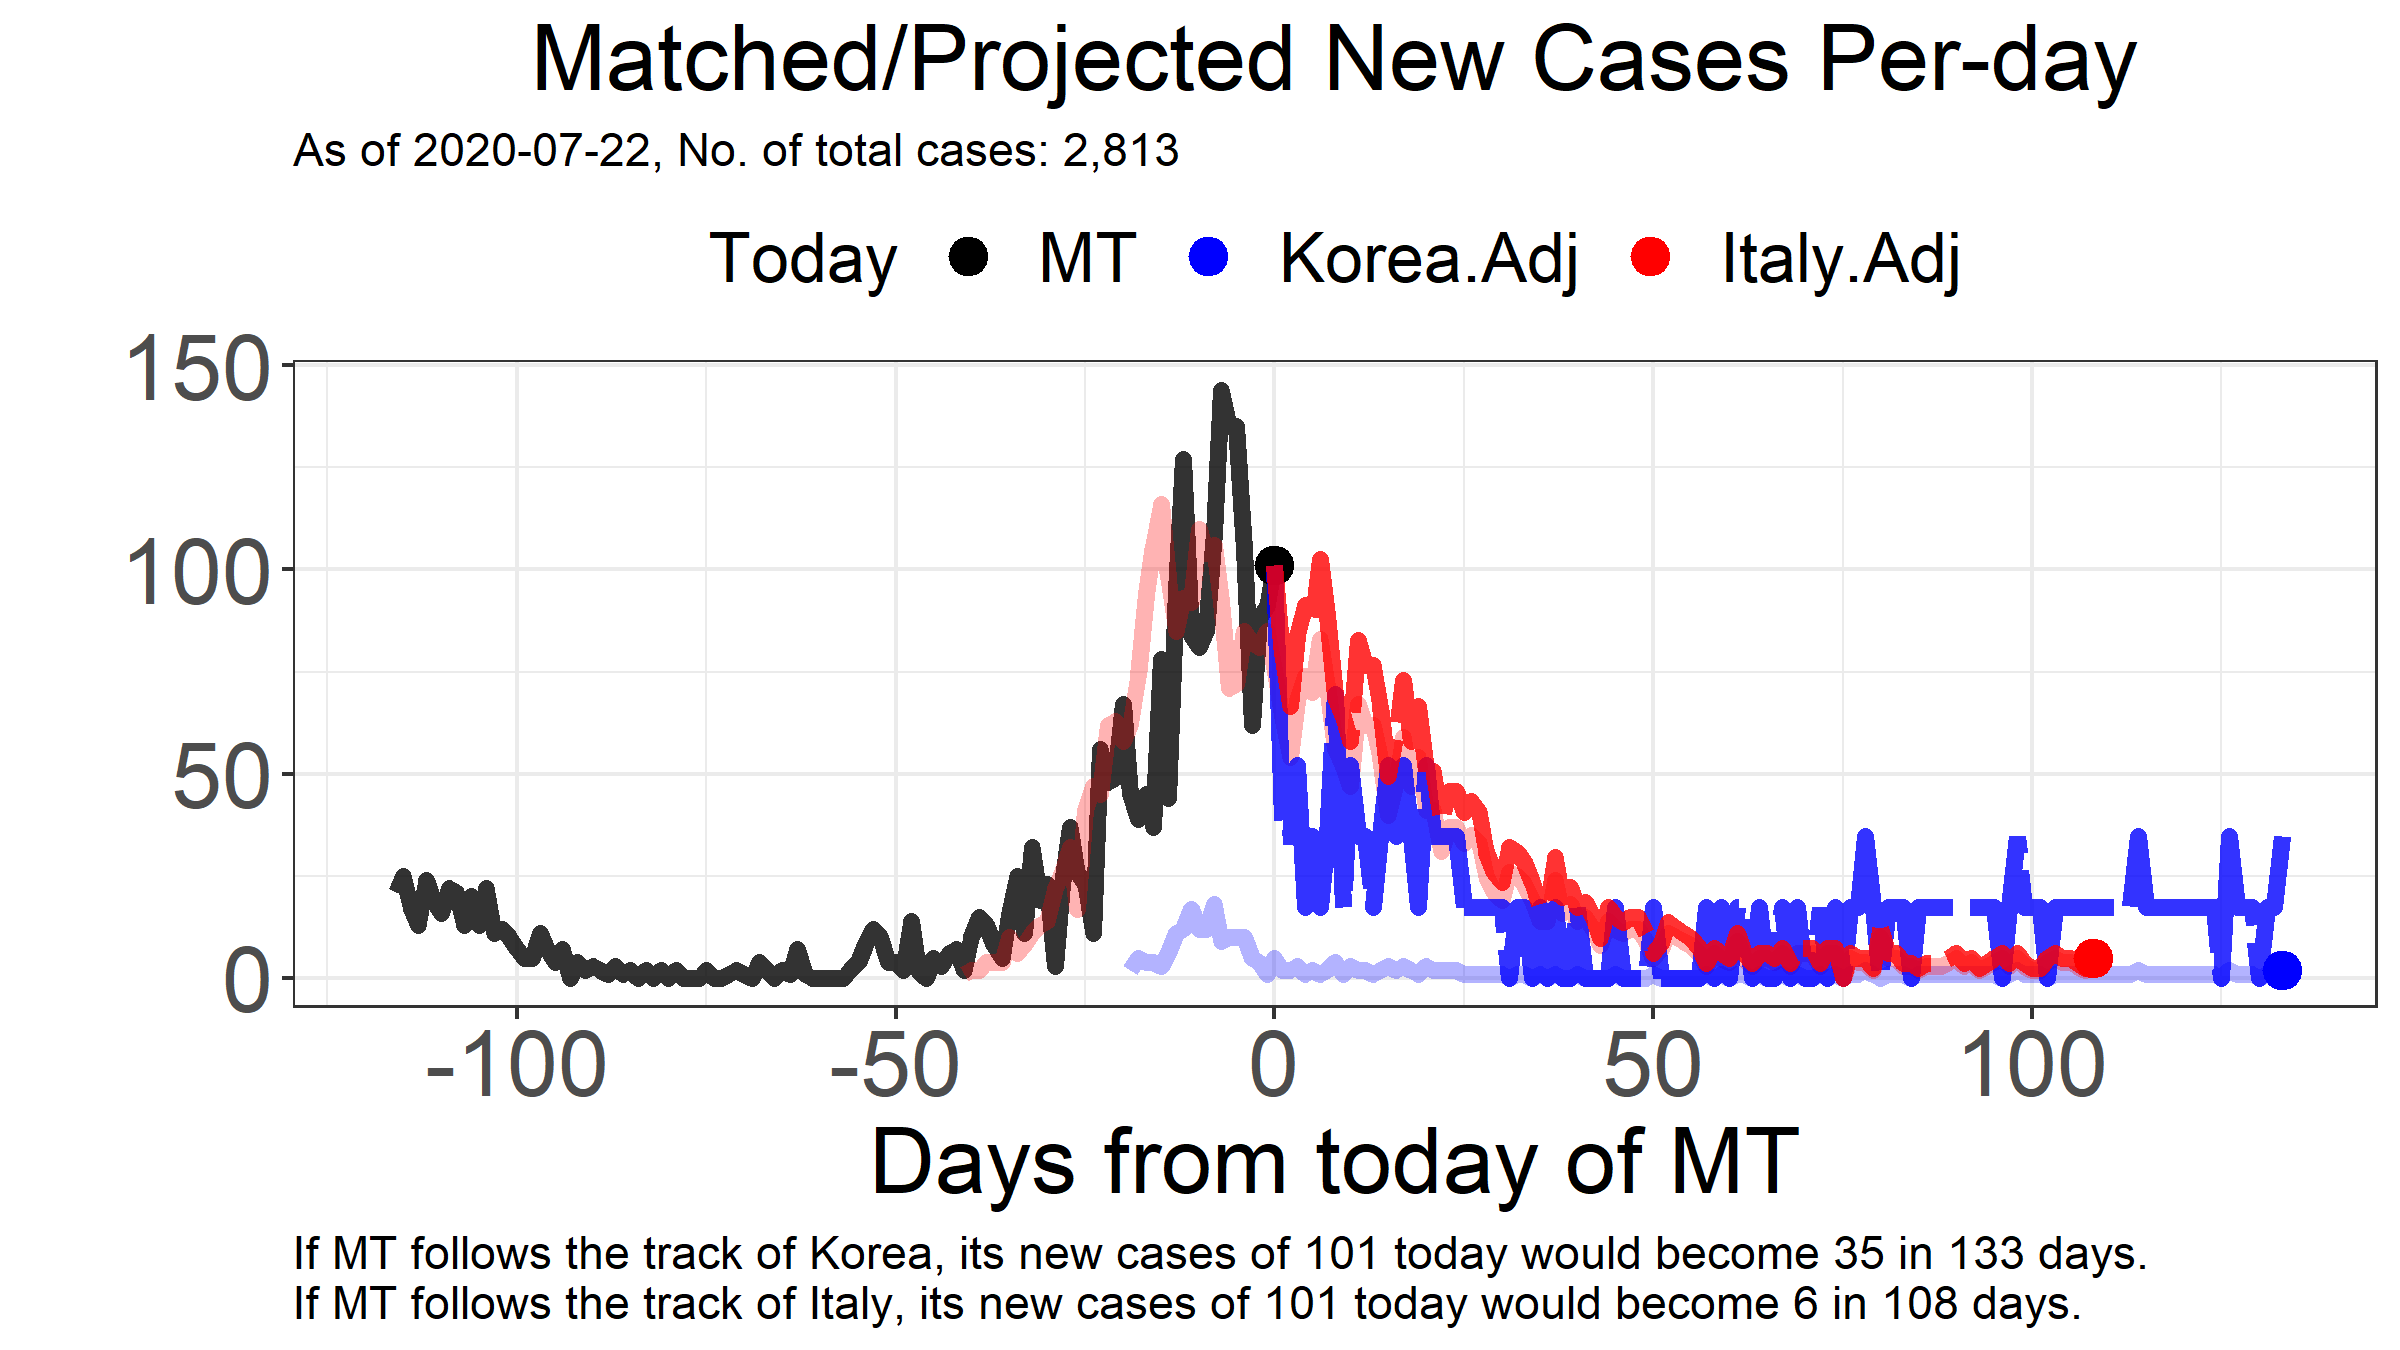 Matched/Projected New Cases Per-day
As of 2020-07-22, No. of total cases: 2,813
Today MT Korea.Adj Italy.Adj
150
100
50
0
-100 -50 0 50 100
Days from today of MT
If MT follows the track of Korea, its new cases of 101 today would become 35 in 133 days.
If MT follows the track of Italy, its new cases of 101 today would become 6 in 108 days.